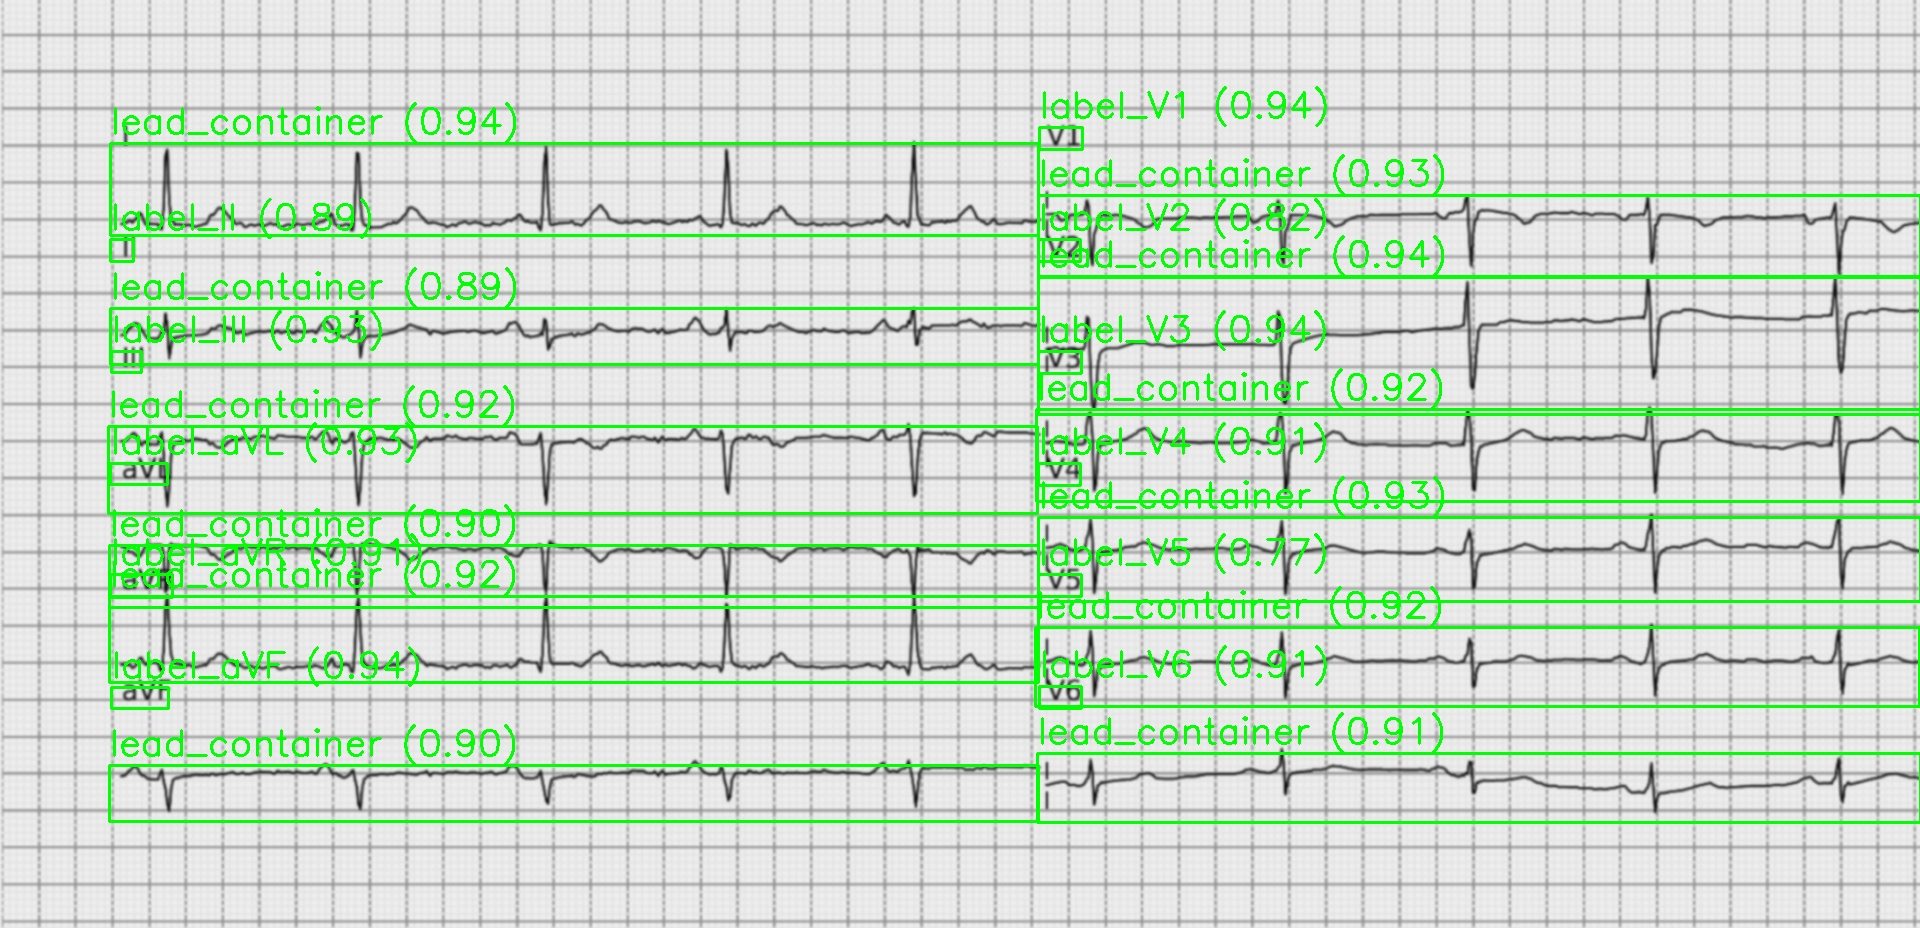 lead_container (0.94)
I
label_II (0.89)
lead_container (0.89)
label_III (0.93)
III
lead_container (0.92)
label_aVL (0.93)
lead_container (0.90)
label_aVR (0.91)
lead_container (0.92)
label_aVF (0.94)
aVF
lead_container (0.90)
label_V1 (0.94)
V1
lead_container (0.93)
label_V2 (0.82)
V2
lead_container (0.94)
label_V3 (0.94)
V3
lead_container (0.92)
label_V4 (0.91)
V4
lead_container (0.93)
label_V5 (0.77)
V5
lead_container (0.92)
label_V6 (0.91)
V6
lead_container (0.91)